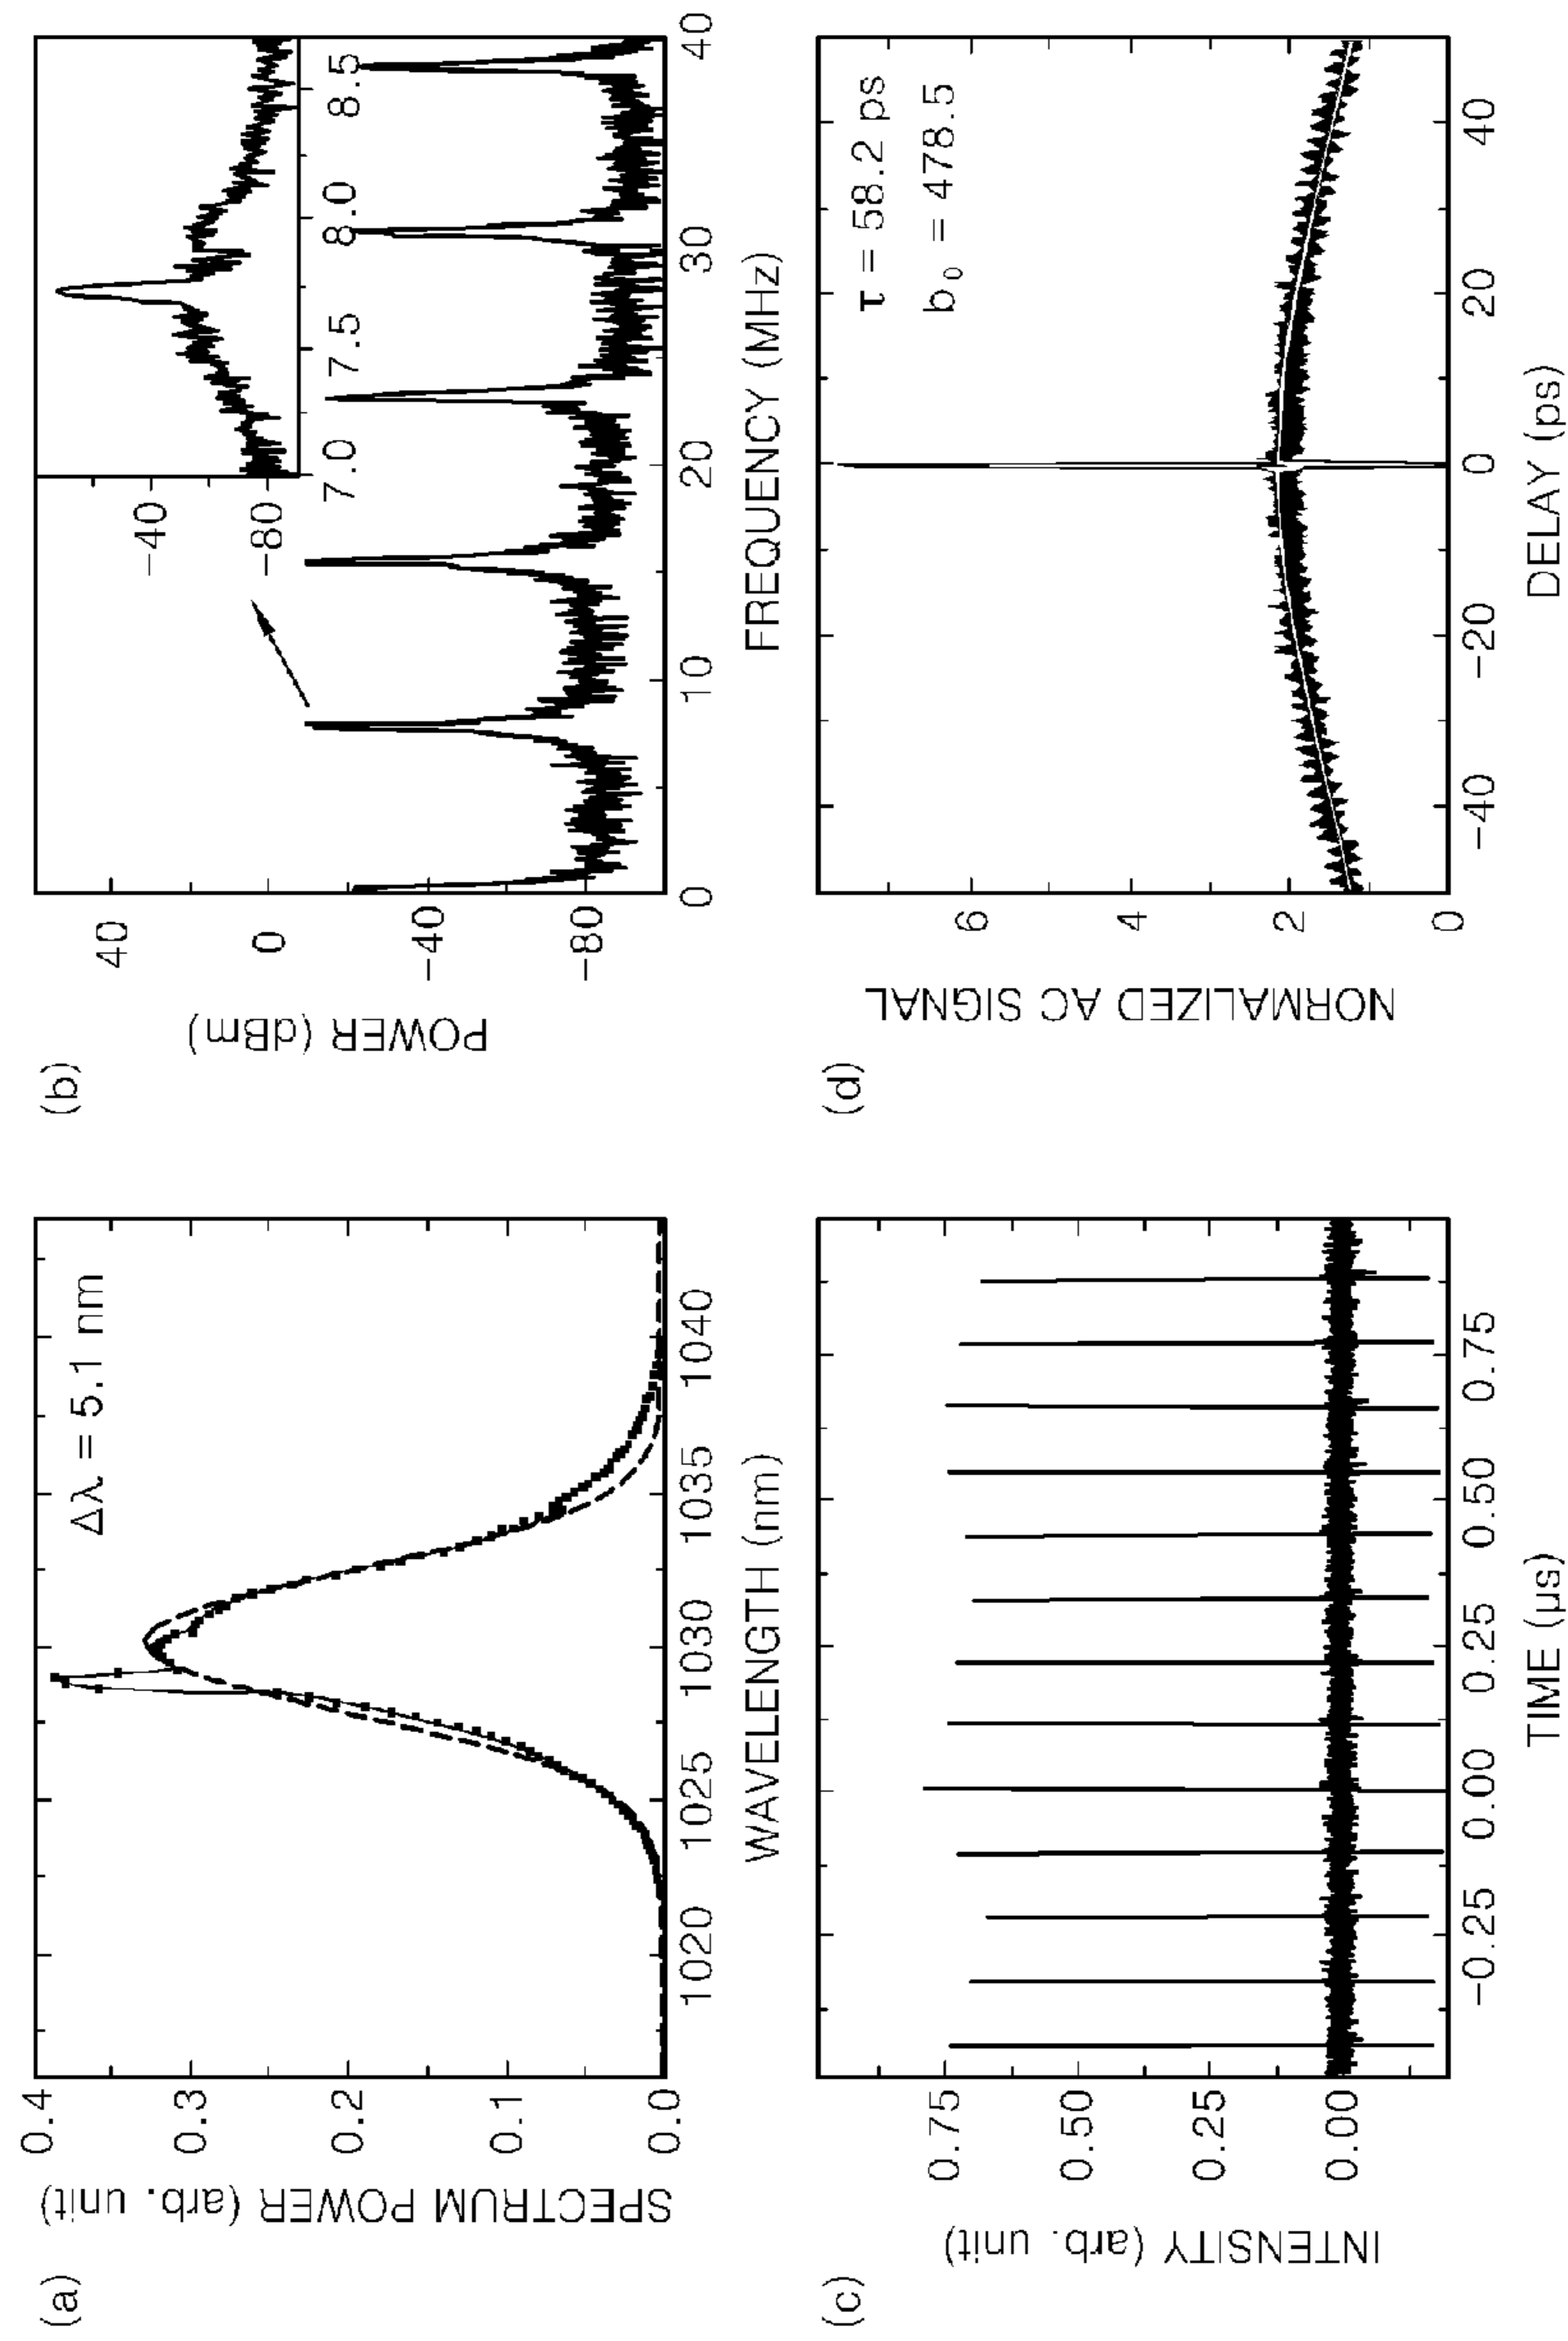 (a)
SPECTRUM POWER (arb. unit)
0.4
0.3
0.2
0.1
0.0
Δλ = 5.1 nm
1020 1025 1030 1035 1040
WAVELENGTH (nm)
(b)
POWER (dBm)
40
0
−40
−80
−40
−80
7.0 7.5 8.0 8.5
0 10 20 30 40
FREQUENCY (MHz)
(c)
INTENSITY (arb. unit)
0.75
0.50
0.25
0.00
−0.25 0.00 0.25 0.50 0.75
TIME (µs)
(d)
NORMALIZED AC SIGNAL
6
4
2
0
τ = 58.2 ps
b₀ = 478.5
−40 −20 0 20 40
DELAY (ps)